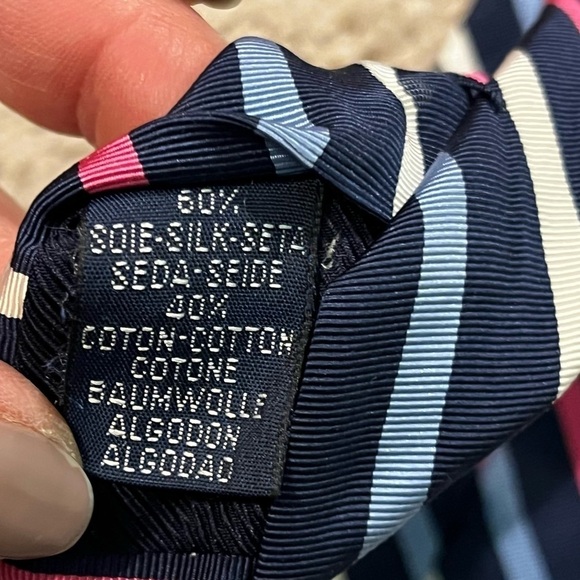 60%
SOIE-SILK-SETA
SEDA-SEIDE
40%
COTON-COTTON
COTONE
BAUMWOLLE
ALGODON
ALGODAO